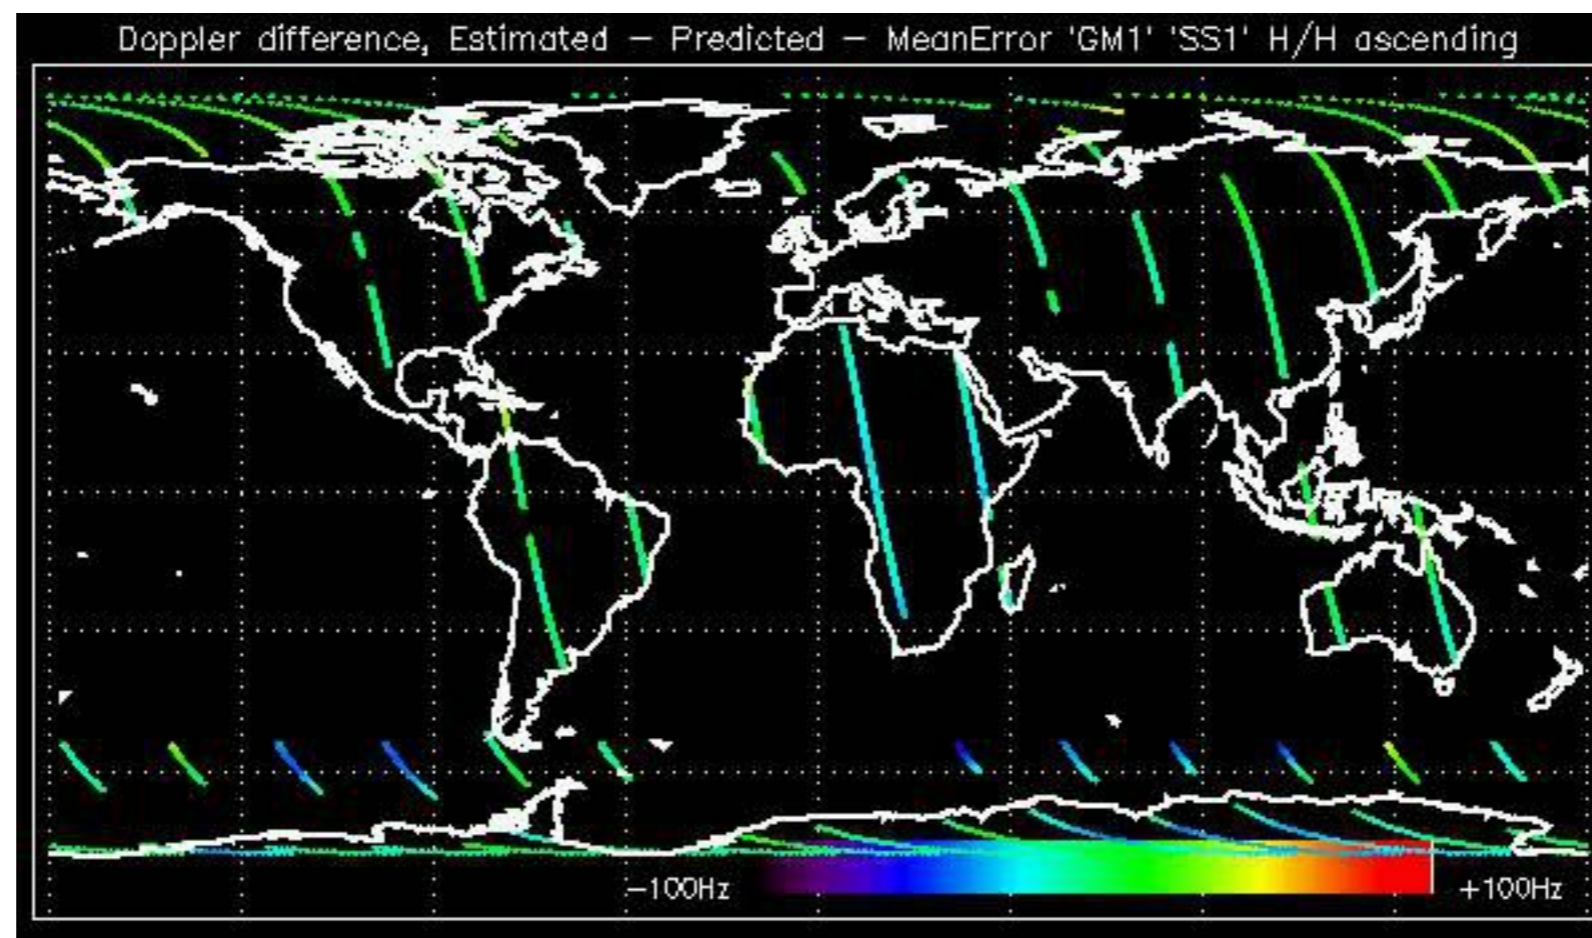 Doppler difference, Estimated – Predicted – MeanError 'GM1' 'SS1' H/H ascending
–100Hz
+100Hz